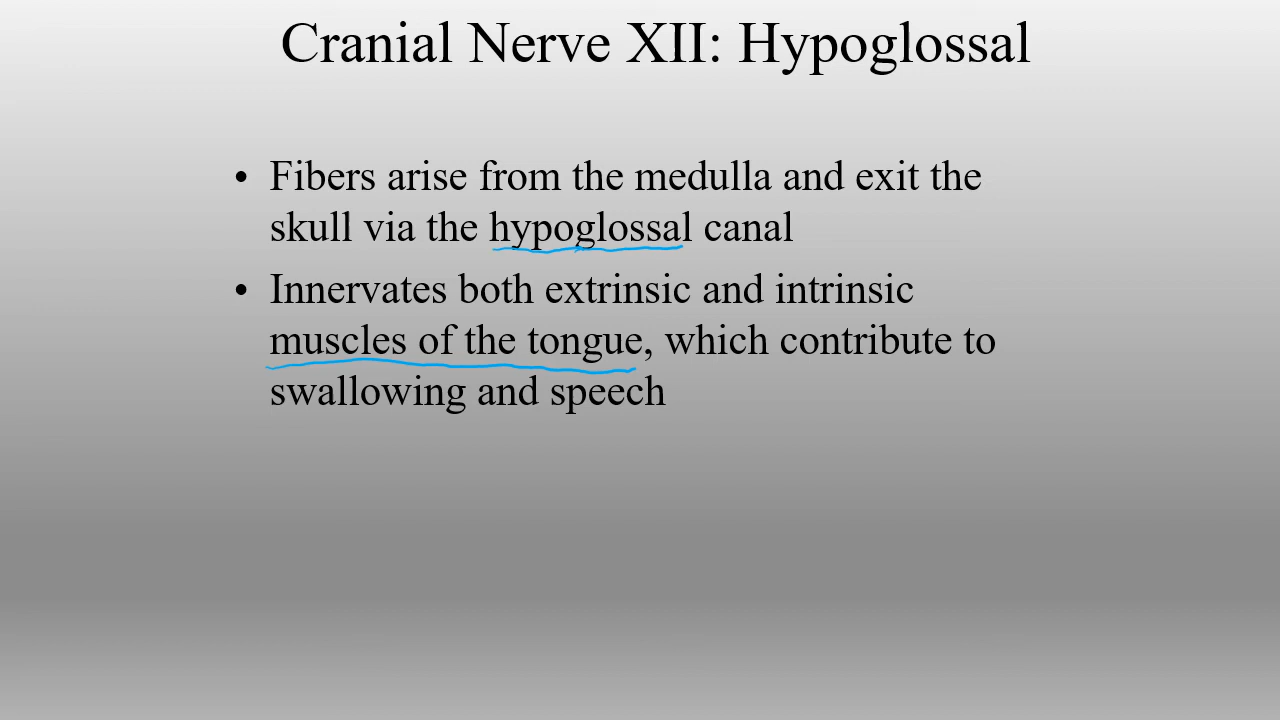 Cranial Nerve XII: Hypoglossal
• Fibers arise from the medulla and exit the
skull via the hypoglossal canal
• Innervates both extrinsic and intrinsic
muscles of the tongue, which contribute to
swallowing and speech